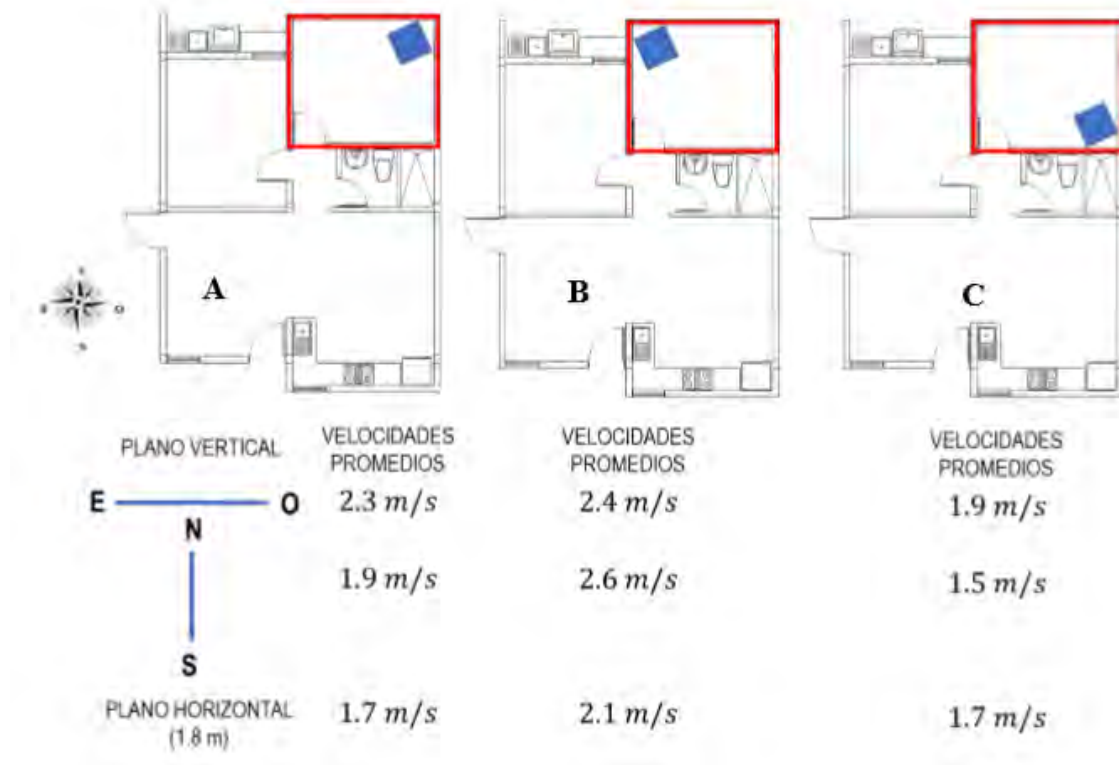 A
B
C
PLANO VERTICAL
VELOCIDADES
PROMEDIOS
VELOCIDADES
PROMEDIOS
VELOCIDADES
PROMEDIOS
E
O
2.3 m/s
2.4 m/s
1.9 m/s
N
1.9 m/s
2.6 m/s
1.5 m/s
S
PLANO HORIZONTAL
(1.8 m)
1.7 m/s
2.1 m/s
1.7 m/s